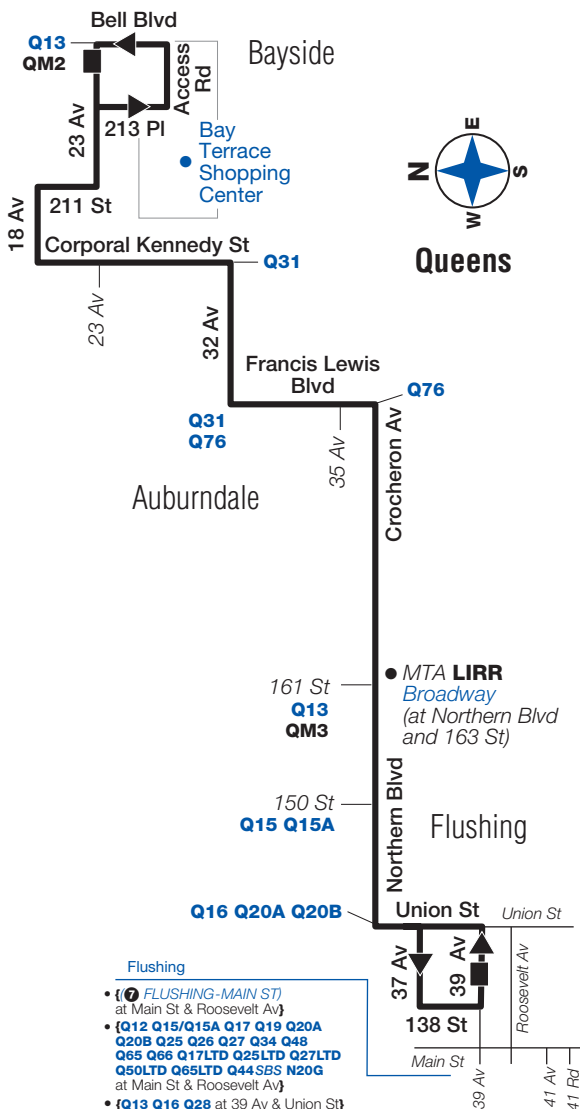 Bell Blvd
Q13
QM2
Bayside
Access
Rd
23 Av
213 Pl
Bay
Terrace
Shopping
Center
E
N
S
W
Queens
211 St
18 Av
Corporal Kennedy St
Q31
23 Av
32 Av
Francis Lewis
Blvd
Q76
Q31
Q76
35 Av
Crocheron Av
Auburndale
161 St
Q13
QM3
MTA LIRR
Broadway
(at Northern Blvd
and 163 St)
150 St
Q15 Q15A
Northern Blvd
Flushing
Q16 Q20A Q20B
Union St
Union St
37 Av
39 Av
Roosevelt Av
138 St
Main St
39 Av
41 Av
41 Rd
Flushing
• {(7 FLUSHING-MAIN ST)
at Main St & Roosevelt Av}
• {Q12 Q15/Q15A Q17 Q19 Q20A
Q20B Q25 Q26 Q27 Q34 Q48
Q65 Q66 Q17LTD Q25LTD Q27LTD
Q50LTD Q65LTD Q44SBS N20G
at Main St & Roosevelt Av}
• {Q13 Q16 Q28 at 39 Av & Union St}